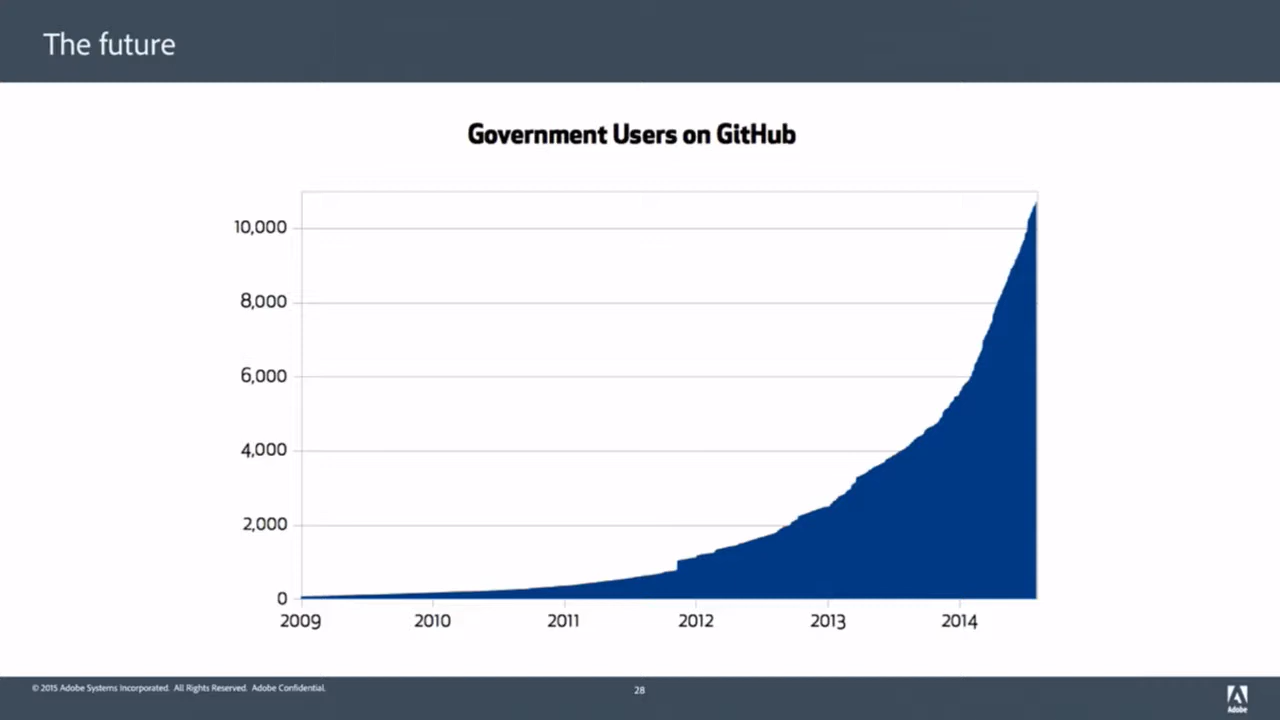 The future
Government Users on GitHub
10,000
8,000
6,000
4,000
2,000
0
2009 2010 2011 2012 2013 2014
© 2015 Adobe Systems Incorporated. All Rights Reserved. Adobe Confidential.
28
Adobe